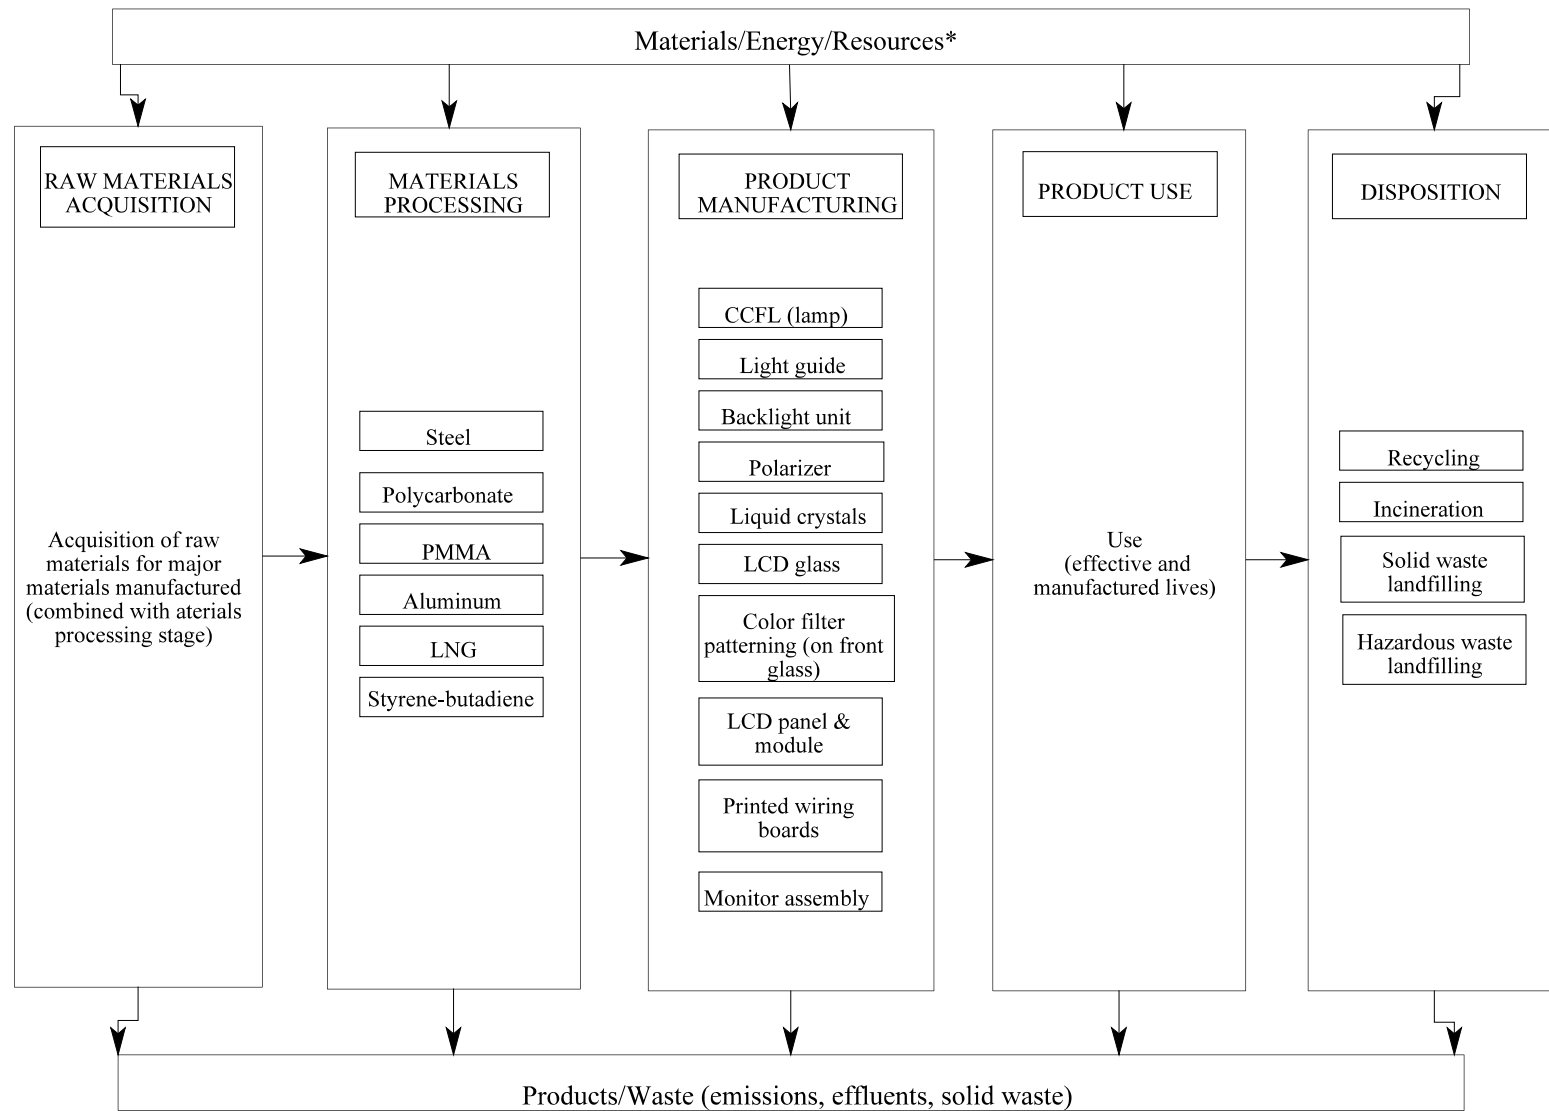 Materials/Energy/Resources*
RAW MATERIALS
ACQUISITION
Acquisition of raw
materials for major
materials manufactured
(combined with aterials
processing stage)
MATERIALS
PROCESSING
Steel
Polycarbonate
PMMA
Aluminum
LNG
Styrene-butadiene
PRODUCT
MANUFACTURING
CCFL (lamp)
Light guide
Backlight unit
Polarizer
Liquid crystals
LCD glass
Color filter
patterning (on front
glass)
LCD panel &
module
Printed wiring
boards
Monitor assembly
PRODUCT USE
Use
(effective and
manufactured lives)
DISPOSITION
Recycling
Incineration
Solid waste
landfilling
Hazardous waste
landfilling
Products/Waste (emissions, effluents, solid waste)